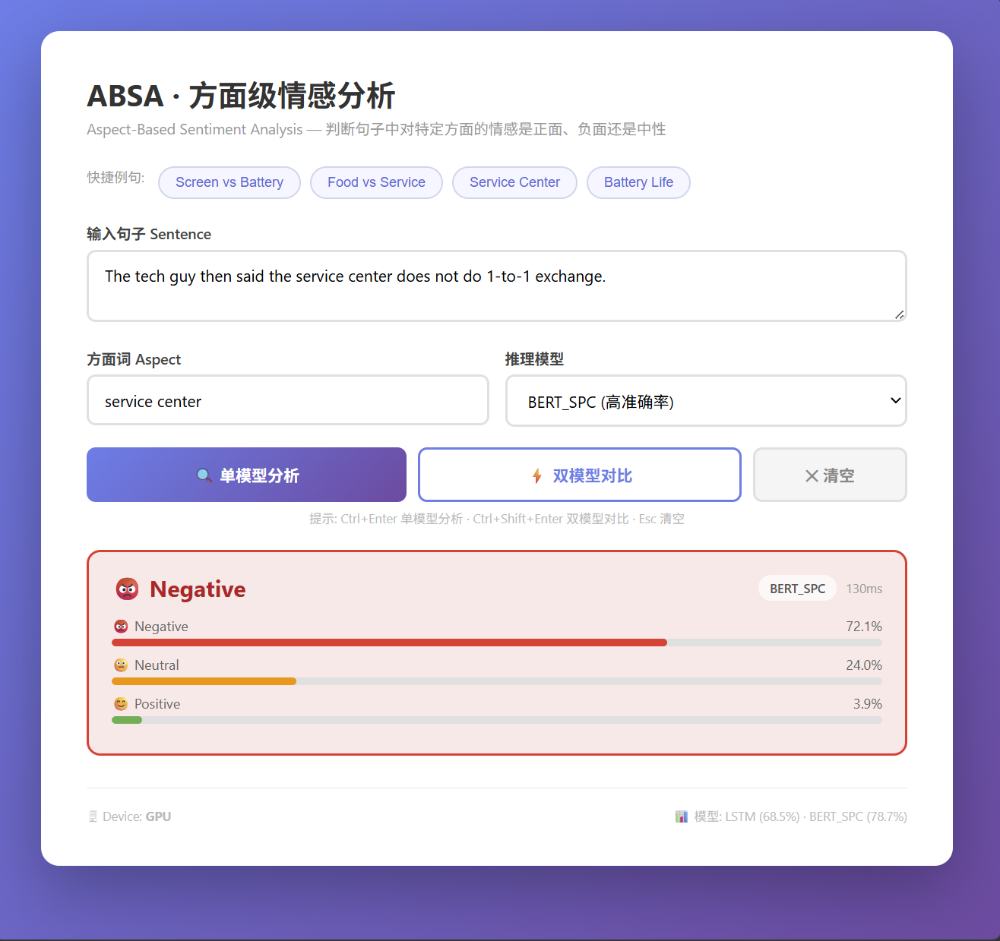 ABSA · 方面级情感分析
Aspect-Based Sentiment Analysis — 判断句子中对特定方面的情感是正面、负面还是中性
快捷例句: Screen vs Battery Food vs Service Service Center Battery Life
输入句子 Sentence
The tech guy then said the service center does not do 1-to-1 exchange.
方面词 Aspect 推理模型
service center BERT_SPC (高准确率)
单模型分析 双模型对比 清空
提示: Ctrl+Enter 单模型分析 · Ctrl+Shift+Enter 双模型对比 · Esc 清空
Negative BERT_SPC 130ms
Negative 72.1%
Neutral 24.0%
Positive 3.9%
Device: GPU 模型: LSTM (68.5%) · BERT_SPC (78.7%)